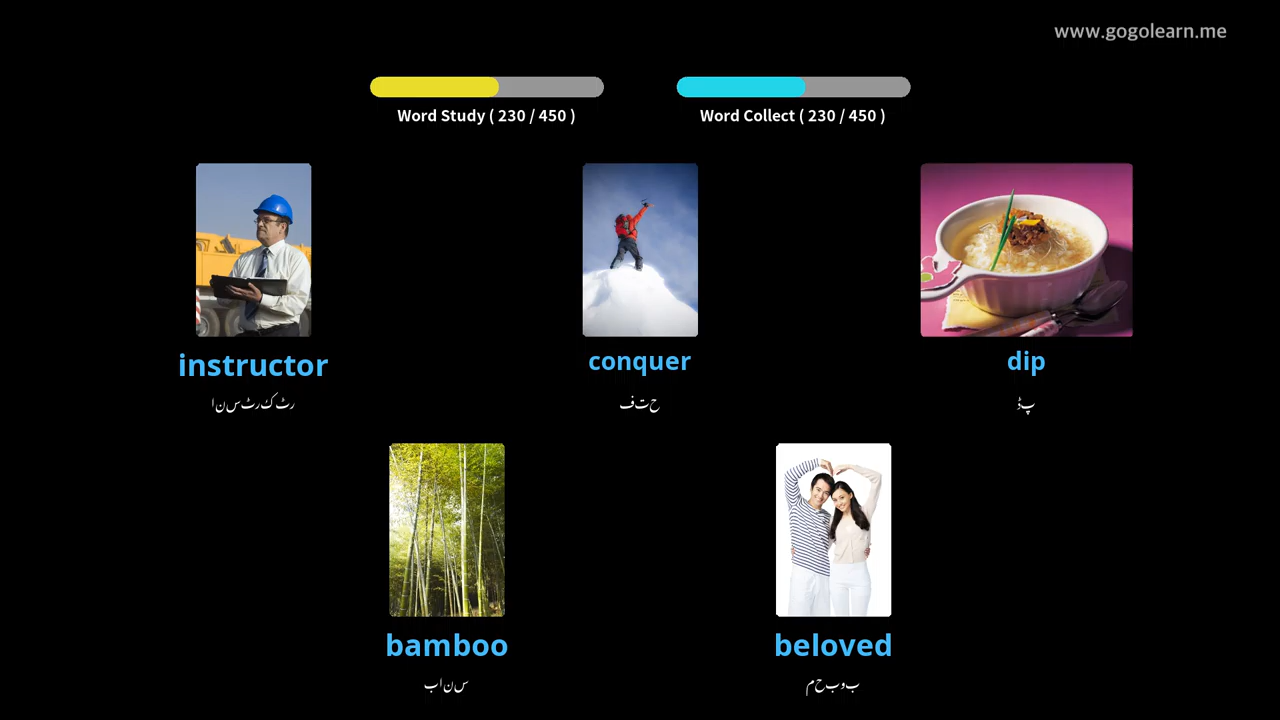 www.gogolearn.me
Word Study ( 230 / 450 )
Word Collect ( 230 / 450 )
instructor
انسٹرکٹر
conquer
فتح
dip
ڈپ
bamboo
بانس
beloved
محبوب